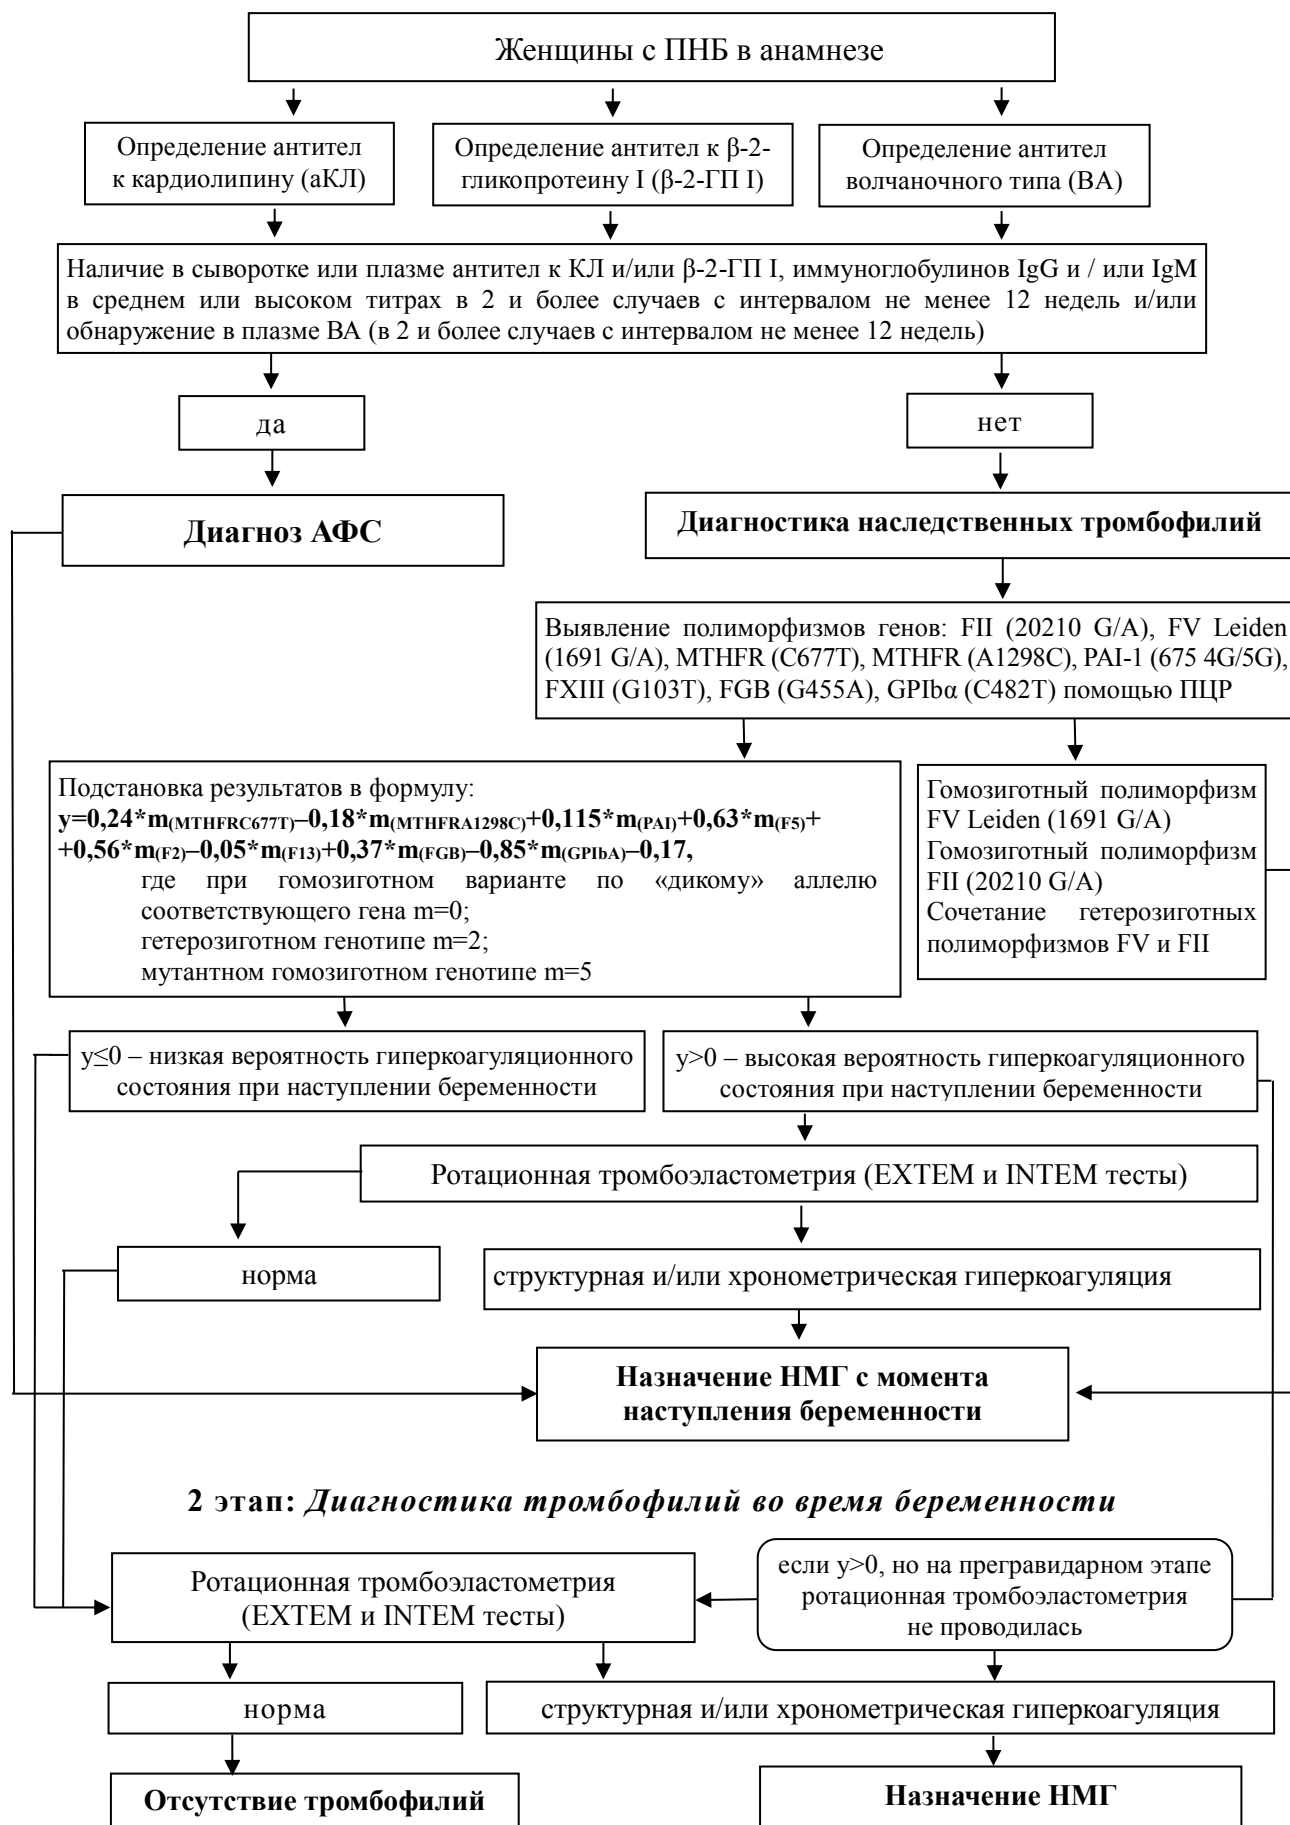 Женщины с ПНБ в анамнезе
Определение антител
к кардиолипину (аКЛ)
Определение антител к β-2-
гликопротеину I (β-2-ГП I)
Определение антител
волчаночного типа (ВА)
Наличие в сыворотке или плазме антител к КЛ и/или β-2-ГП I, иммуноглобулинов IgG и / или IgM
в среднем или высоком титрах в 2 и более случаев с интервалом не менее 12 недель и/или
обнаружение в плазме ВА (в 2 и более случаев с интервалом не менее 12 недель)
да
нет
Диагноз АФС
Диагностика наследственных тромбофилий
Выявление полиморфизмов генов: FII (20210 G/A), FV Leiden
(1691 G/A), MTHFR (C677T), MTHFR (A1298C), PAI-1 (675 4G/5G),
FXIII (G103T), FGB (G455A), GPIbα (C482T) помощью ПЦР
Подстановка результатов в формулу:
y=0,24*m(MTHFRC677T)–0,18*m(MTHFRA1298C)+0,115*m(PAI)+0,63*m(F5)+
+0,56*m(F2)–0,05*m(F13)+0,37*m(FGB)–0,85*m(GPIbA)–0,17,
где при гомозиготном варианте по «дикому» аллелю
соответствующего гена m=0;
гетерозиготном генотипе m=2;
мутантном гомозиготном генотипе m=5
Гомозиготный полиморфизм
FV Leiden (1691 G/A)
Гомозиготный полиморфизм
FII (20210 G/A)
Сочетание гетерозиготных
полиморфизмов FV и FII
y≤0 – низкая вероятность гиперкоагуляционного
состояния при наступлении беременности
y>0 – высокая вероятность гиперкоагуляционного
состояния при наступлении беременности
Ротационная тромбоэластометрия (EXTEM и INTEM тесты)
норма
структурная и/или хронометрическая гиперкоагуляция
Назначение НМГ с момента
наступления беременности
2 этап: Диагностика тромбофилий во время беременности
Ротационная тромбоэластометрия
(EXTEM и INTEM тесты)
если y>0, но на прегравидарном этапе
ротационная тромбоэластометрия
не проводилась
норма
структурная и/или хронометрическая гиперкоагуляция
Отсутствие тромбофилий
Назначение НМГ